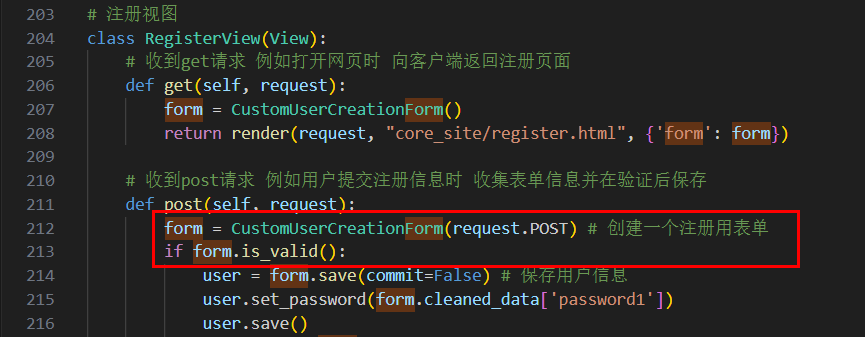 203 # 注册视图
204 class RegisterView(View):
205 # 收到get请求 例如打开网页时 向客户端返回注册页面
206 def get(self, request):
207 form = CustomUserCreationForm()
208 return render(request, "core_site/register.html", {'form': form})
209
210 # 收到post请求 例如用户提交注册信息时 收集表单信息并在验证后保存
211 def post(self, request):
212 form = CustomUserCreationForm(request.POST) # 创建一个注册用表单
213 if form.is_valid():
214 user = form.save(commit=False) # 保存用户信息
215 user.set_password(form.cleaned_data['password1'])
216 user.save()